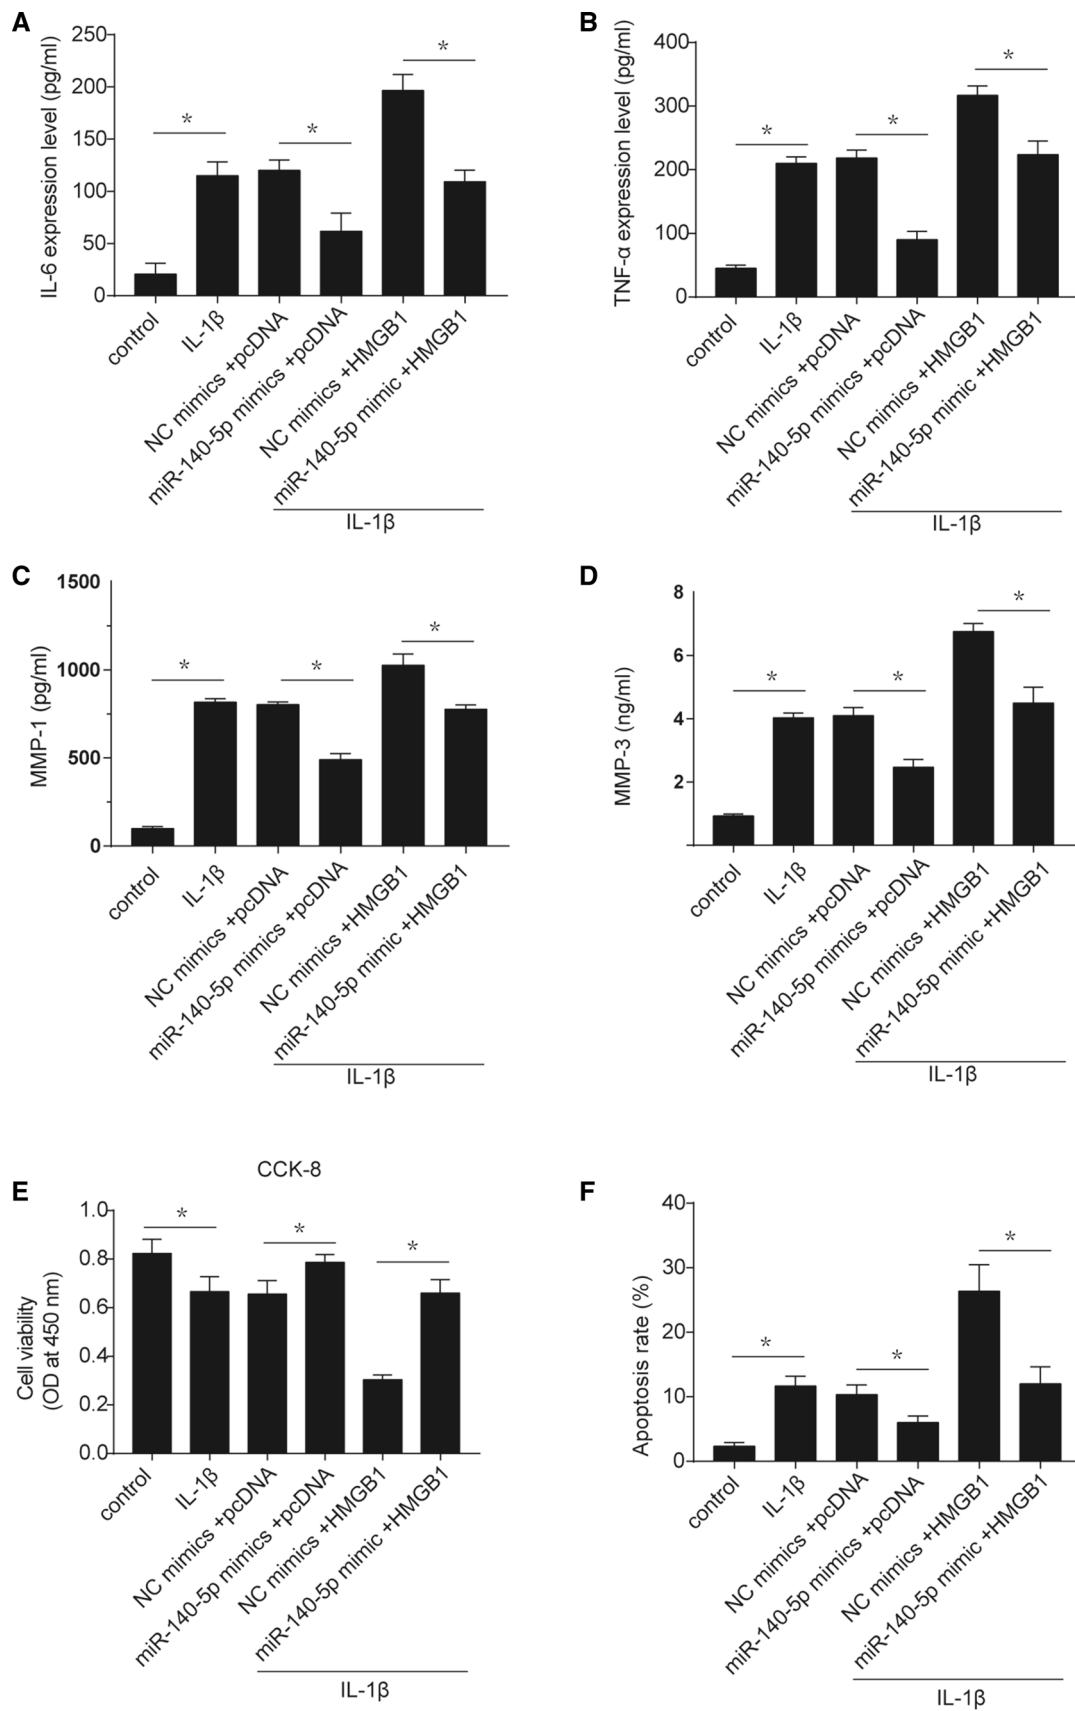 A
IL-6 expression level (pg/ml)
250
200
150
100
50
0
*
*
*
control
IL-1β
NC mimics +pcDNA
miR-140-5p mimics +pcDNA
NC mimics +HMGB1
miR-140-5p mimic +HMGB1
IL-1β
B
TNF-α expression level (pg/ml)
400
300
200
100
0
*
*
*
control
IL-1β
NC mimics +pcDNA
miR-140-5p mimics +pcDNA
NC mimics +HMGB1
miR-140-5p mimic +HMGB1
IL-1β
C
MMP-1 (pg/ml)
1500
1000
500
0
*
*
*
control
IL-1β
NC mimics +pcDNA
miR-140-5p mimics +pcDNA
NC mimics +HMGB1
miR-140-5p mimic +HMGB1
IL-1β
D
MMP-3 (ng/ml)
8
6
4
2
*
*
*
control
IL-1β
NC mimics +pcDNA
miR-140-5p mimics +pcDNA
NC mimics +HMGB1
miR-140-5p mimic +HMGB1
IL-1β
E
CCK-8
Cell viability
(OD at 450 nm)
1.0
0.8
0.6
0.4
0.2
0.0
*
*
*
control
IL-1β
NC mimics +pcDNA
miR-140-5p mimics +pcDNA
NC mimics +HMGB1
miR-140-5p mimic +HMGB1
IL-1β
F
Apoptosis rate (%)
40
30
20
10
0
*
*
*
control
IL-1β
NC mimics +pcDNA
miR-140-5p mimics +pcDNA
NC mimics +HMGB1
miR-140-5p mimic +HMGB1
IL-1β